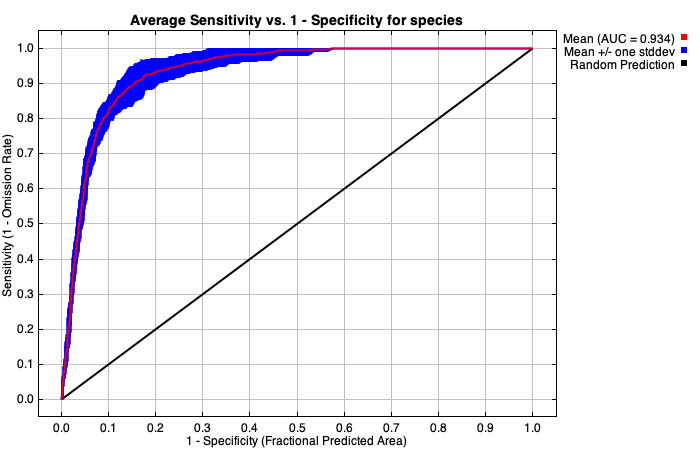 Average Sensitivity vs. 1 - Specificity for species
Mean (AUC = 0.934)
Mean +/- one stddev
Random Prediction
Sensitivity (1 - Omission Rate)
1.0
0.9
0.8
0.7
0.6
0.5
0.4
0.3
0.2
0.1
0.0
0.0 0.1 0.2 0.3 0.4 0.5 0.6 0.7 0.8 0.9 1.0
1 - Specificity (Fractional Predicted Area)